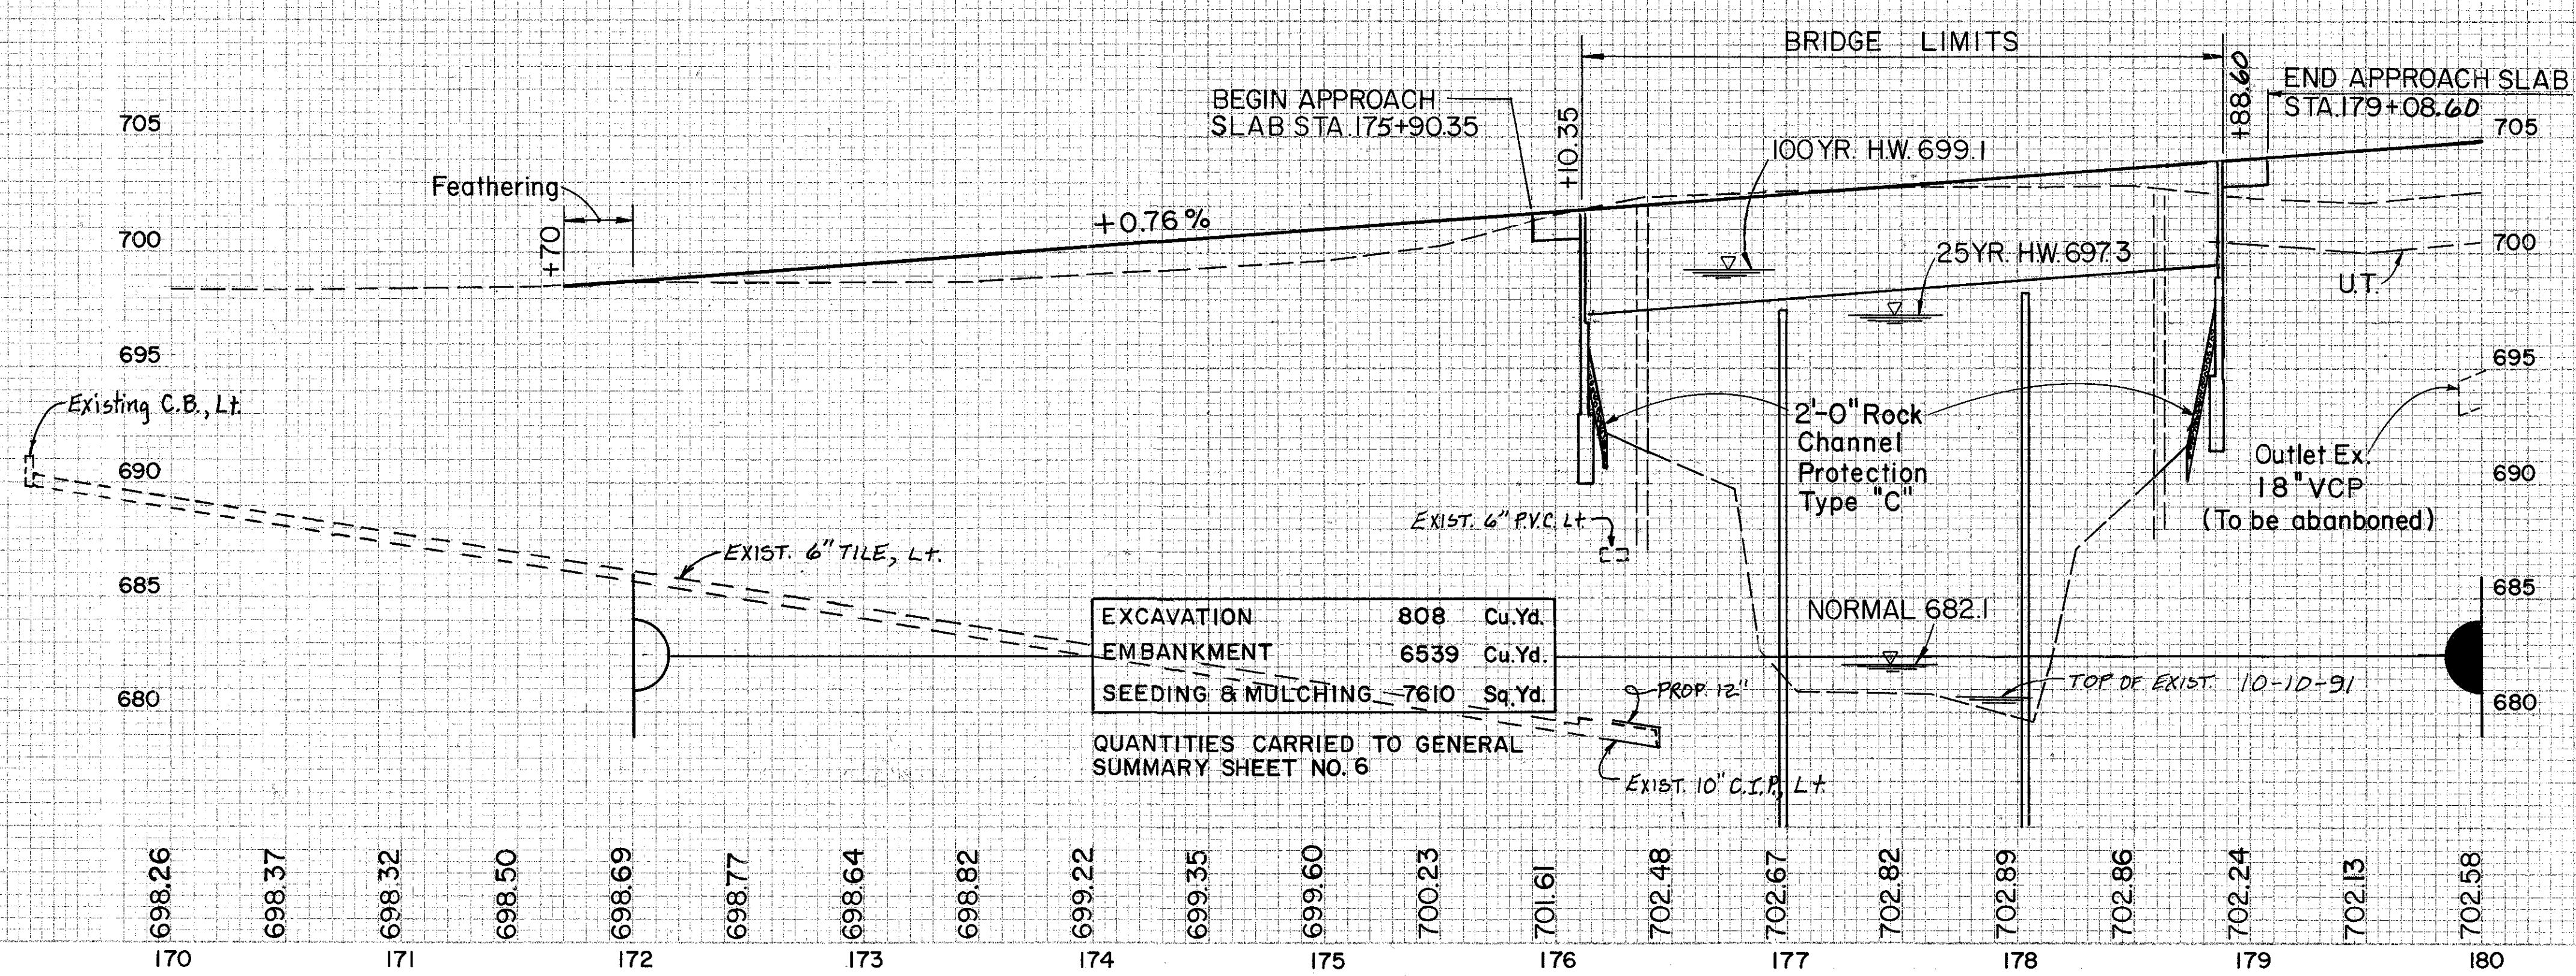 BRIDGE LIMITS
BEGIN APPROACH
SLAB STA. 175+90.35
+10.35
+88.60
END APPROACH SLAB
STA. 179+08.60
100 YR. H.W. 699.1
25 YR. H.W. 697.3
Feathering
+70
+0.76%
705
700
695
690
685
680
705
700
695
690
685
680
U.T.
Existing C.B., Lt.
2'-0" Rock
Channel
Protection
Type "C"
Outlet Ex.
18" VCP
(To be abanboned)
EXIST. 6" P.V.C. Lt.
EXIST. 6" TILE, Lt.
NORMAL 682.1
EXCAVATION 808 Cu.Yd.
EMBANKMENT 6539 Cu.Yd.
SEEDING & MULCHING 7610 Sq.Yd.
QUANTITIES CARRIED TO GENERAL
SUMMARY SHEET NO. 6
PROP. 12"
TOP OF EXIST. 10-10-91
EXIST. 10" C.I.P., Lt.
698.26
698.37
698.32
698.50
698.69
698.77
698.64
698.82
699.22
699.35
699.60
700.23
701.61
702.48
702.67
702.82
702.89
702.86
702.24
702.13
702.58
170 171 172 173 174 175 176 177 178 179 180